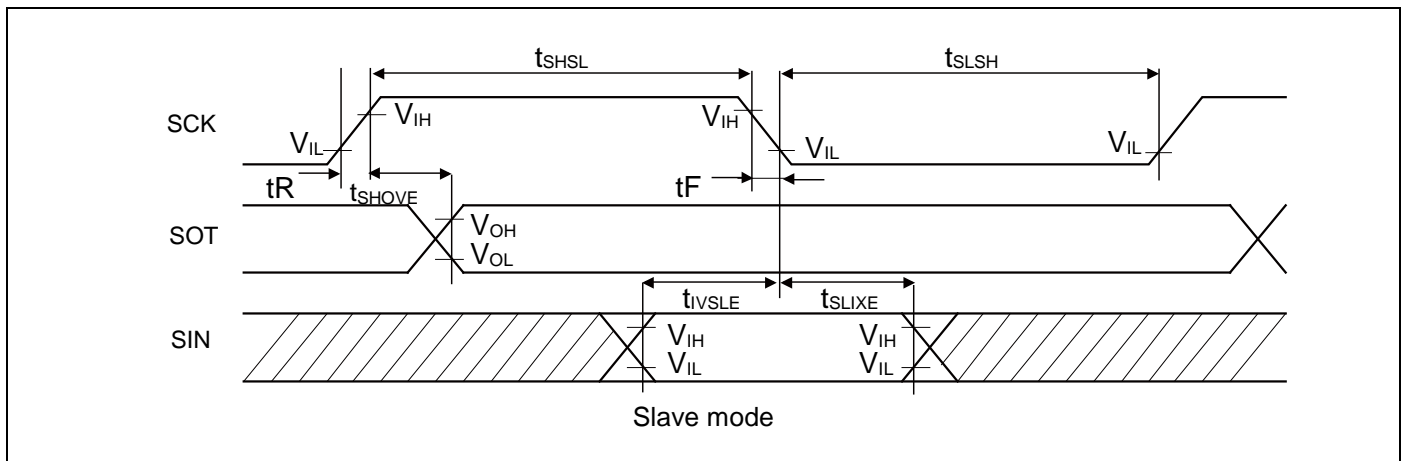 tSHSL tSLSH
SCK VIH VIH
VIL VIL VIL
tR tSHOVE tF
SOT VOH
VOL
tIVSLE tSLIXE
SIN VIH VIH
VIL VIL
Slave mode